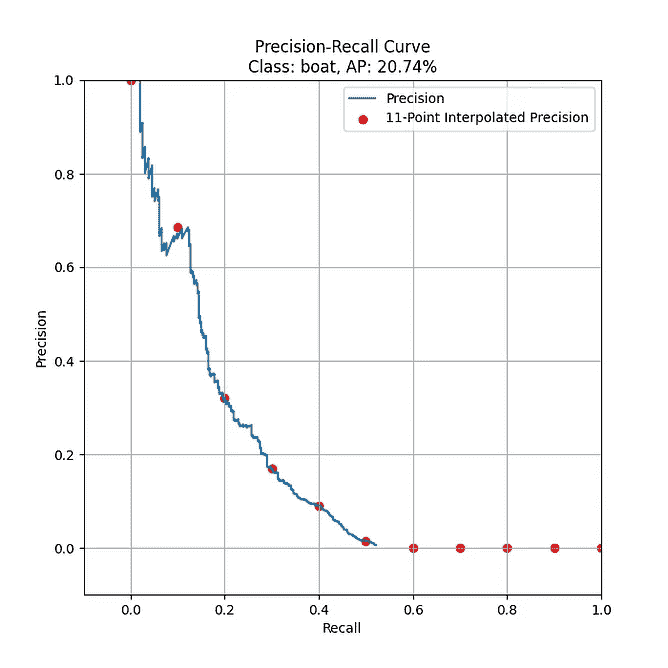 Precision-Recall Curve
Class: boat, AP: 20.74%
Precision
11-Point Interpolated Precision
1.0
0.8
0.6
0.4
0.2
0.0
Precision
0.0 0.2 0.4 0.6 0.8 1.0
Recall